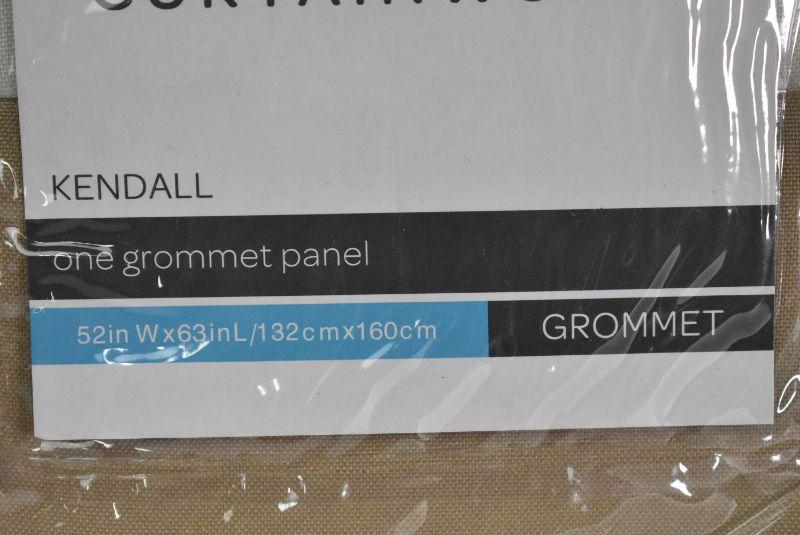 KENDALL
one grommet panel
52in Wx63inL/132cmx160cm
GROMMET